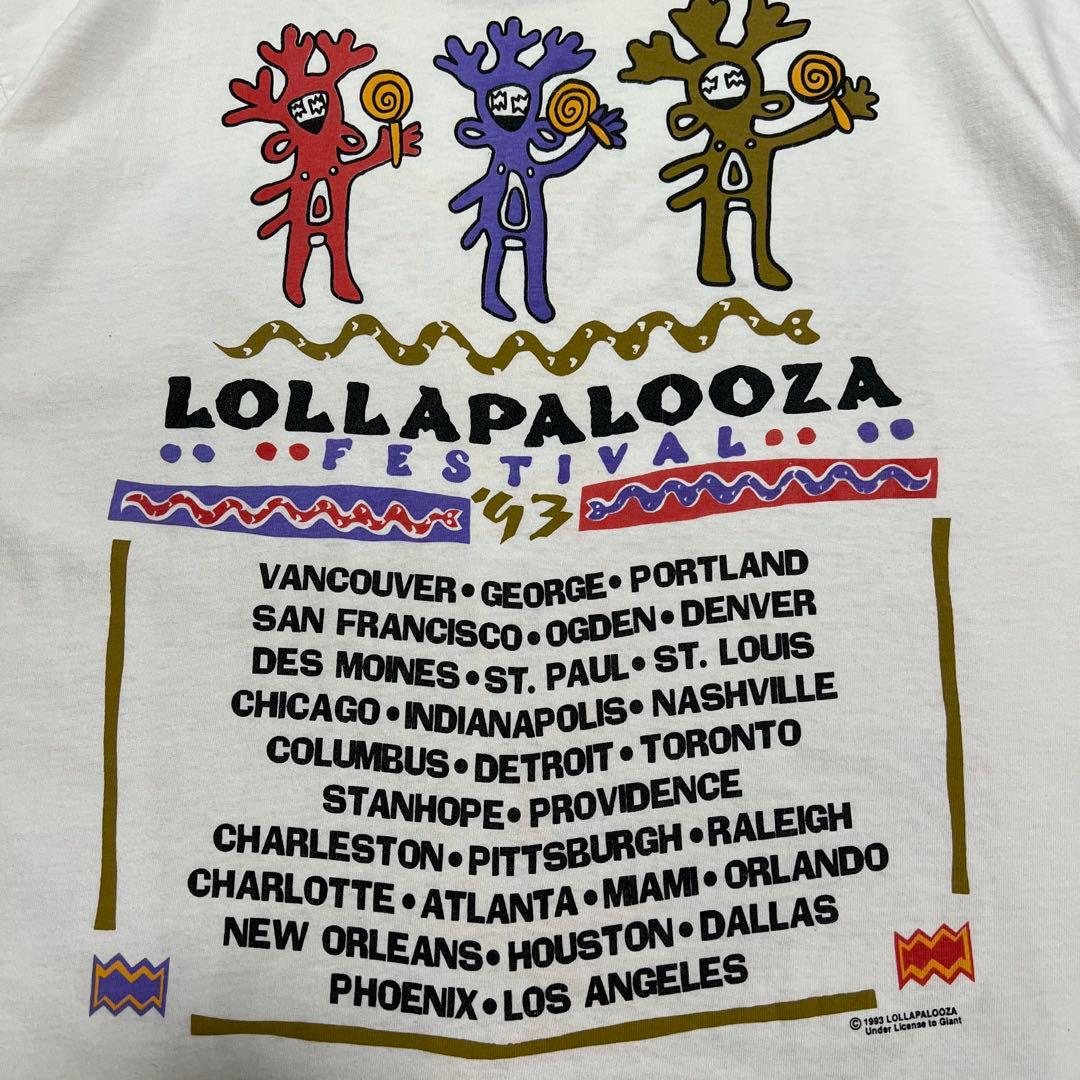 LOLLAPALOOZA
FESTIVAL
'93
VANCOUVER • GEORGE • PORTLAND
SAN FRANCISCO • OGDEN • DENVER
DES MOINES • ST. PAUL • ST. LOUIS
CHICAGO • INDIANAPOLIS • NASHVILLE
COLUMBUS • DETROIT • TORONTO
STANHOPE • PROVIDENCE
CHARLESTON • PITTSBURGH • RALEIGH
CHARLOTTE • ATLANTA • MIAMI • ORLANDO
NEW ORLEANS • HOUSTON • DALLAS
PHOENIX • LOS ANGELES
© 1993 LOLLAPALOOZA
Under License to Giant